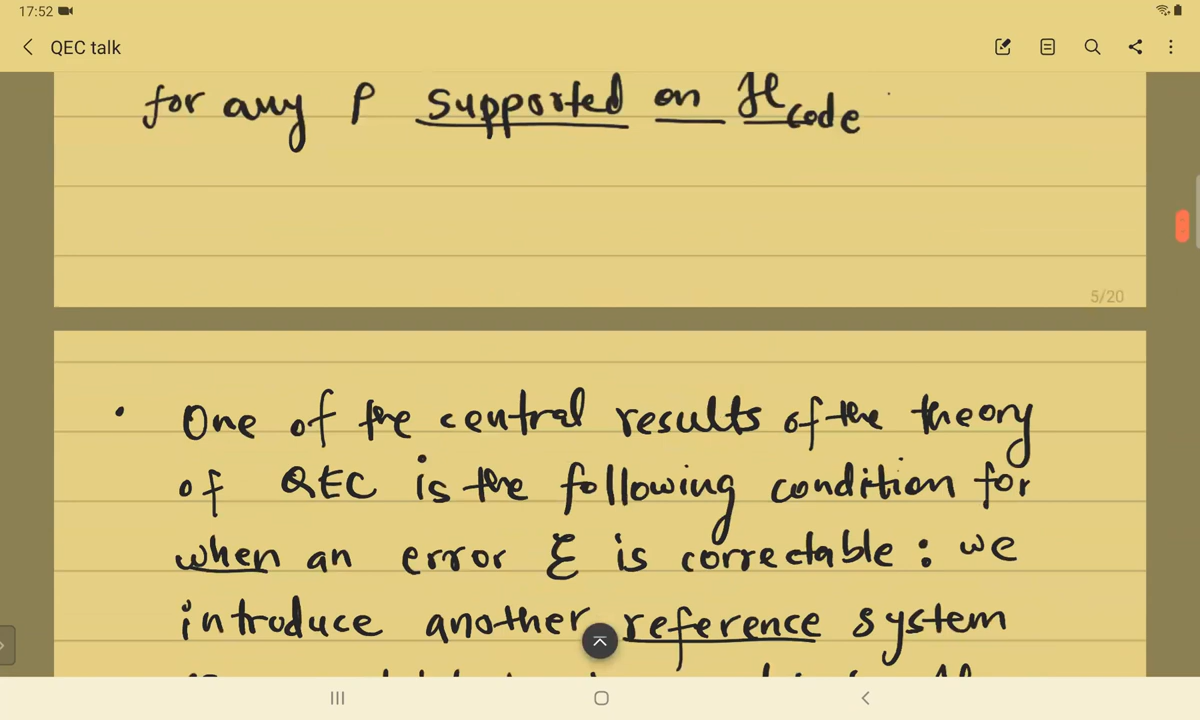 17:52
QEC talk
for any ρ supported on ℋcode
5/20
• One of the central results of the theory
of QEC is the following condition for
when an error ℰ is correctable : we
introduce another reference system